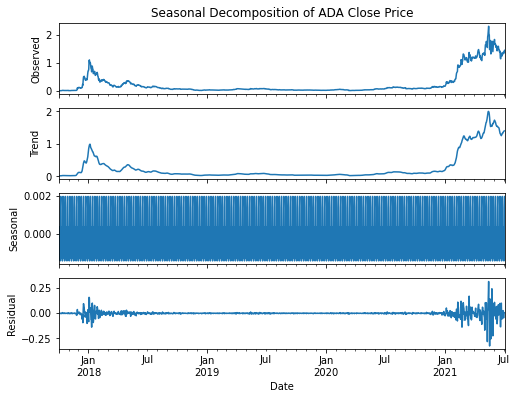 Seasonal Decomposition of ADA Close Price
Observed
2
1
0
Trend
2
1
0
Seasonal
0.002
0.000
Residual
0.25
0.00
−0.25
Jan Jul Jan Jul Jan Jul Jan Jul
2018 2019 2020 2021
Date